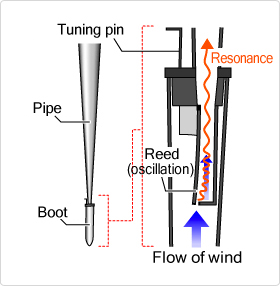 Tuning pin
Resonance
Pipe
Reed
(oscillation)
Boot
Flow of wind